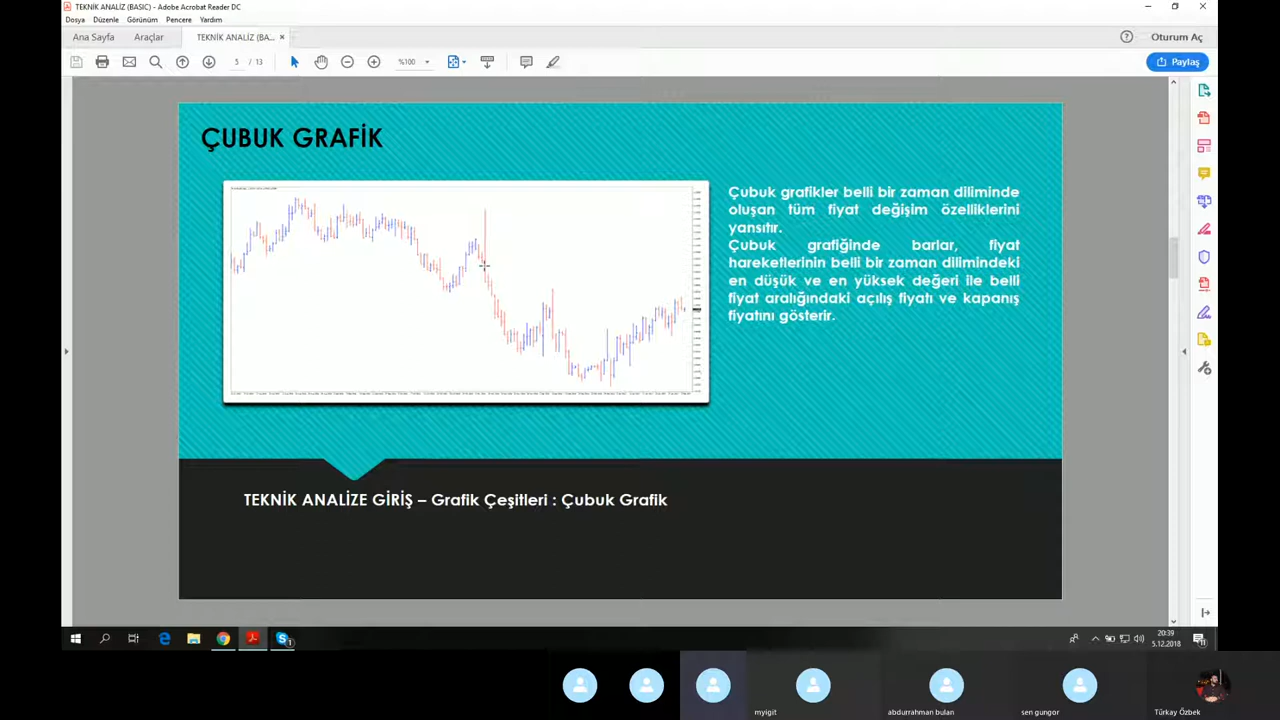 TEKNİK ANALİZ (BASIC) - Adobe Acrobat Reader DC
Dosya Düzenle Görünüm Pencere Yardım
Ana Sayfa Araçlar TEKNİK ANALİZ (BA... × Oturum Aç
5 / 13 %100 Paylaş
ÇUBUK GRAFİK
Çubuk grafikler belli bir zaman diliminde
oluşan tüm fiyat değişim özelliklerini
yansıtır.
Çubuk grafiğinde barlar, fiyat
hareketlerinin belli bir zaman dilimindeki
en düşük ve en yüksek değeri ile belli
fiyat aralığındaki açılış fiyatı ve kapanış
fiyatını gösterir.
TEKNİK ANALİZE GİRİŞ – Grafik Çeşitleri : Çubuk Grafik
20:39
5.12.2018
myigit abdurrahman bulan sen gungor Türkay Özbek